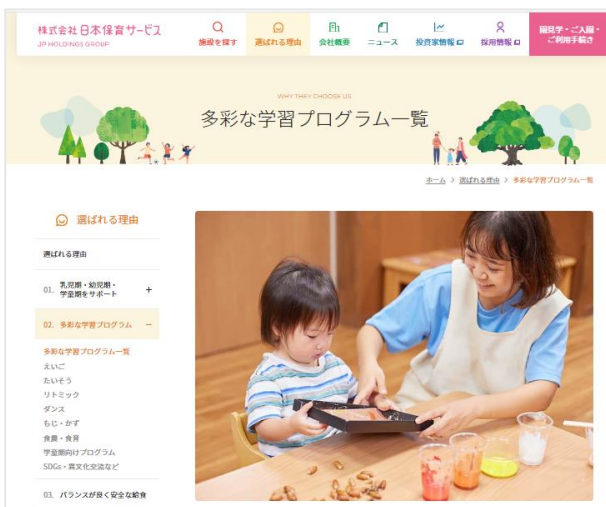 株式会社 日本保育サービス
JP HOLDINGS GROUP
施設を探す
選ばれる理由
会社概要
ニュース
投資家情報
採用情報
園見学・ご入園・
ご利用手続き
WHY THEY CHOOSE US
多彩な学習プログラム一覧
ホーム > 選ばれる理由 > 多彩な学習プログラム一覧
選ばれる理由
選ばれる理由
01. 乳児期・幼児期・
学童期をサポート +
02. 多彩な学習プログラム −
多彩な学習プログラム一覧
えいご
たいそう
リトミック
ダンス
もじ・かず
食農・食育
学童期向けプログラム
SDGs・異文化交流など
03. バランスが良く安全な給食